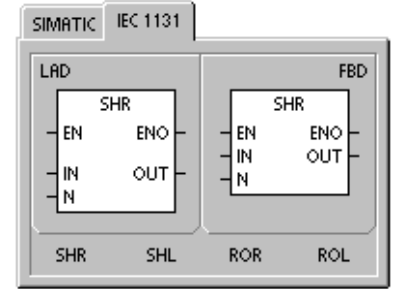 SIMATIC IEC 1131
LAD FBD
SHR SHR
EN ENO EN ENO
IN OUT IN OUT
N N
SHR SHL ROR ROL